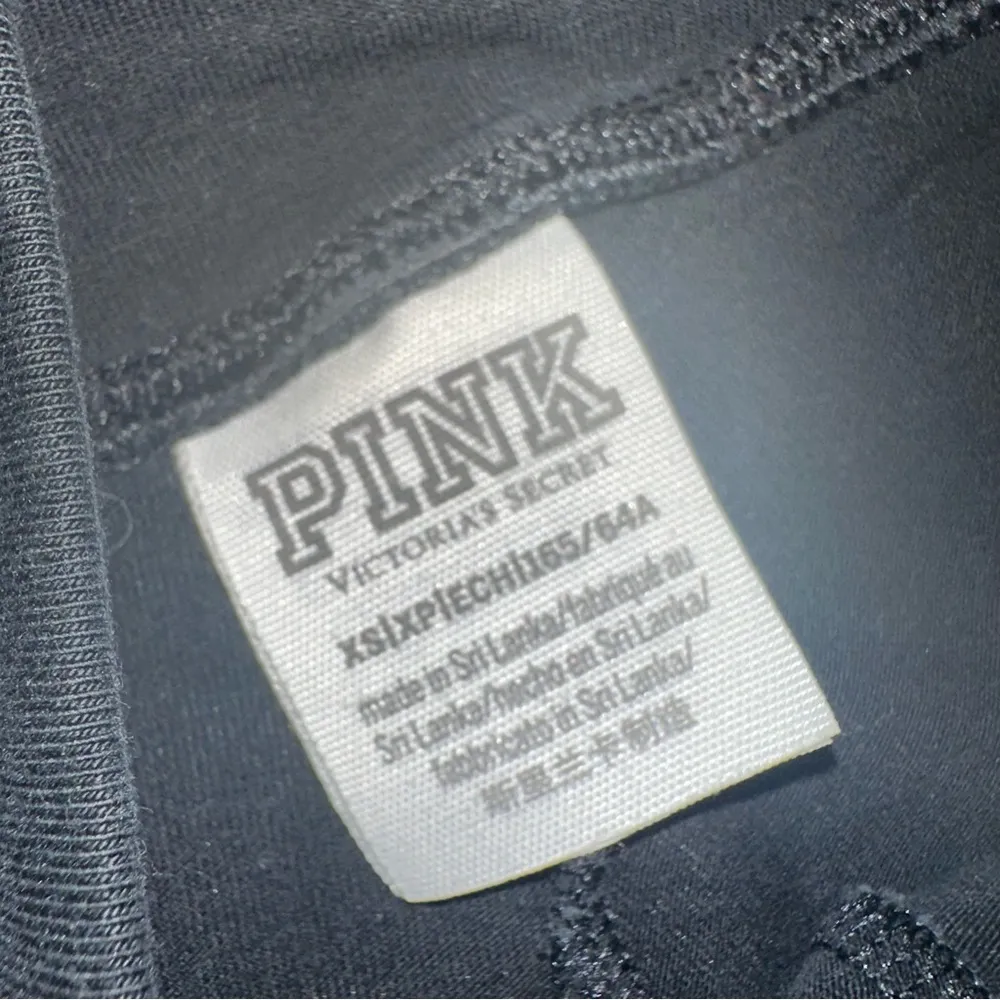 PINK
VICTORIA'S SECRET
XS|XP|ECH|165/64A
made in Sri Lanka/fabriqué au
Sri Lanka/hecho en Sri Lanka/
fabbricato in Sri Lanka/
斯里兰卡制造